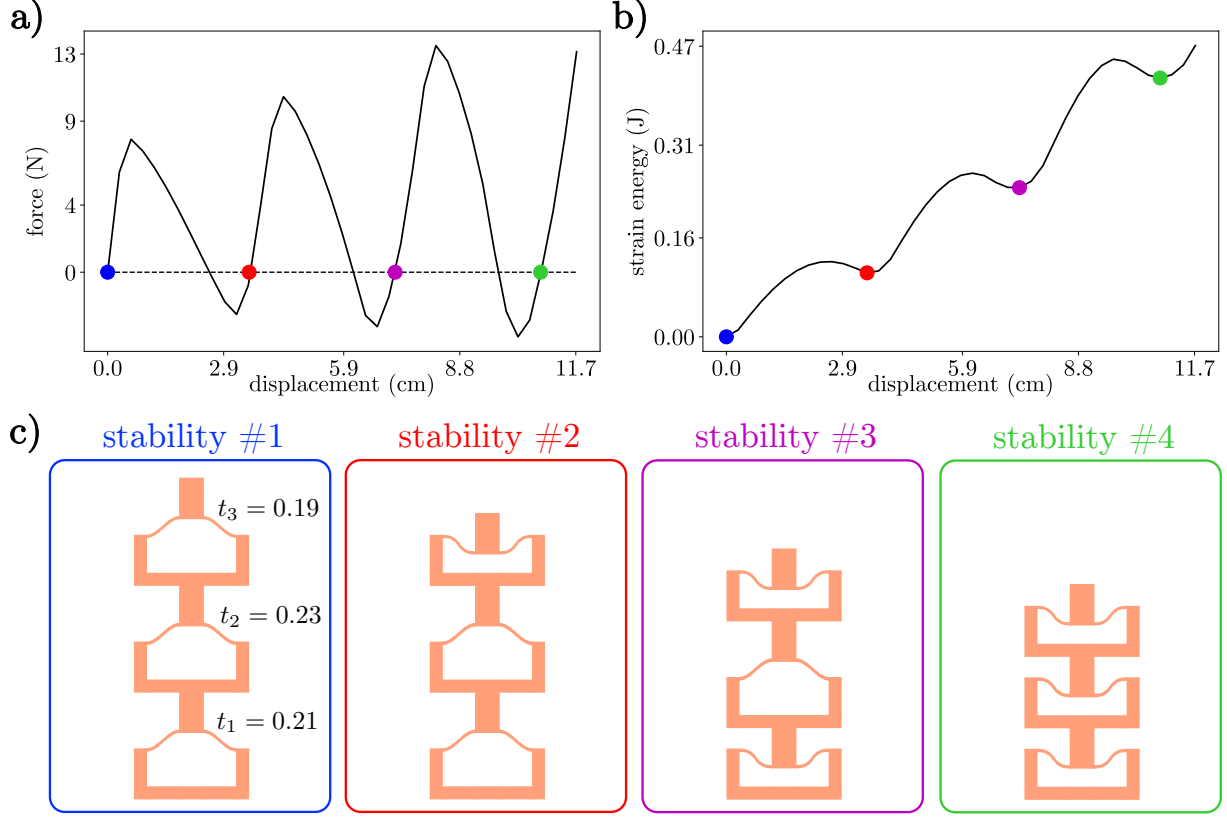 a)
13
9
4
0
force (N)
0.0 2.9 5.9 8.8 11.7
displacement (cm)
b)
0.47
0.31
0.16
0.00
strain energy (J)
0.0 2.9 5.9 8.8 11.7
displacement (cm)
c)
stability #1
t₃ = 0.19
t₂ = 0.23
t₁ = 0.21
stability #2
stability #3
stability #4